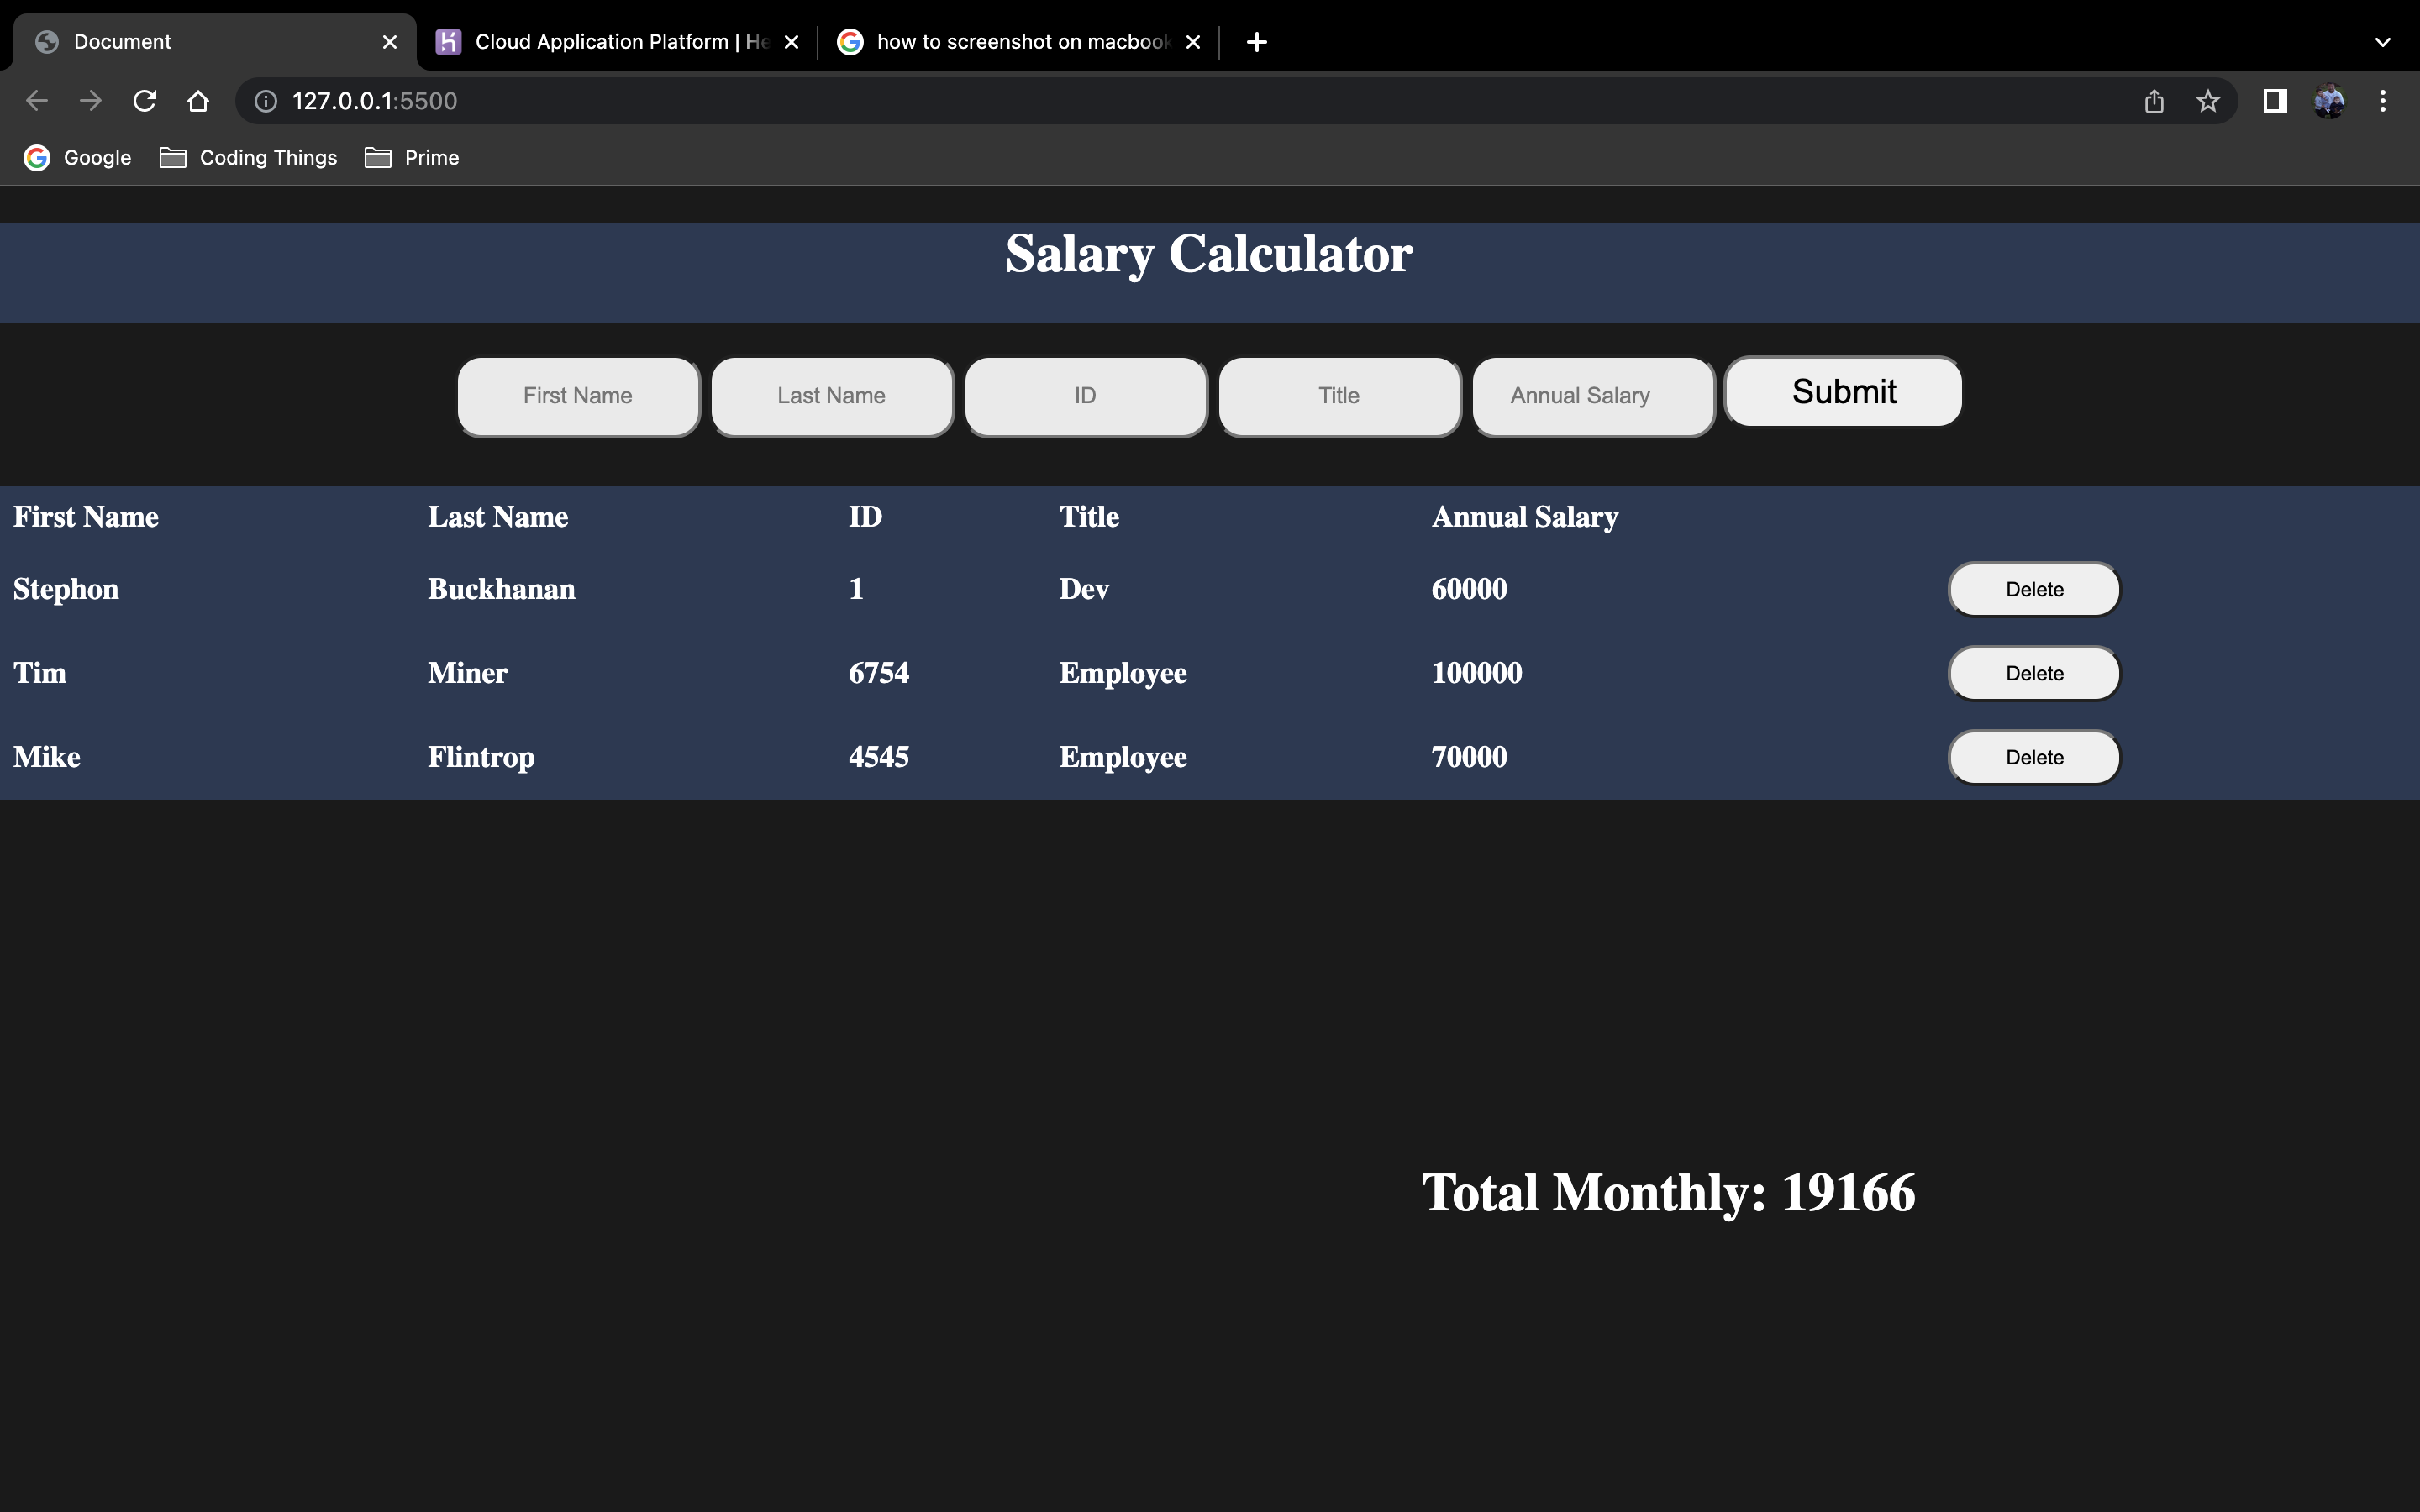 Document
Cloud Application Platform | He
how to screenshot on macbook
127.0.0.1:5500
Google Coding Things Prime
Salary Calculator
First Name Last Name ID Title Annual Salary Submit
First Name Last Name ID Title Annual Salary
Stephon Buckhanan 1 Dev 60000 Delete
Tim Miner 6754 Employee 100000 Delete
Mike Flintrop 4545 Employee 70000 Delete
Total Monthly: 19166